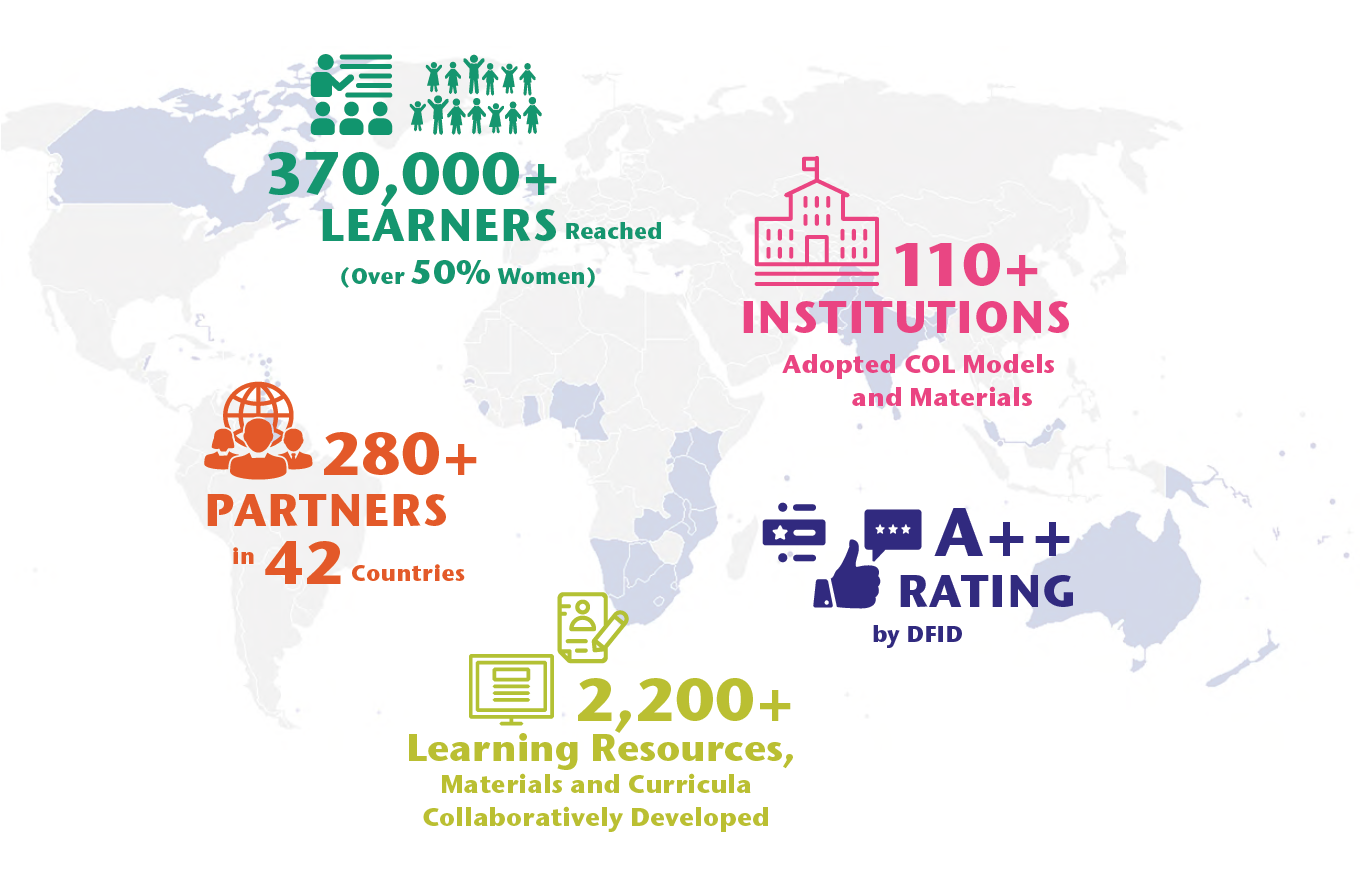 370,000+
LEARNERS Reached
(Over 50% Women)
110+
INSTITUTIONS
Adopted COL Models
and Materials
280+
PARTNERS
in 42 Countries
A++
RATING
by DFID
2,200+
Learning Resources,
Materials and Curricula
Collaboratively Developed